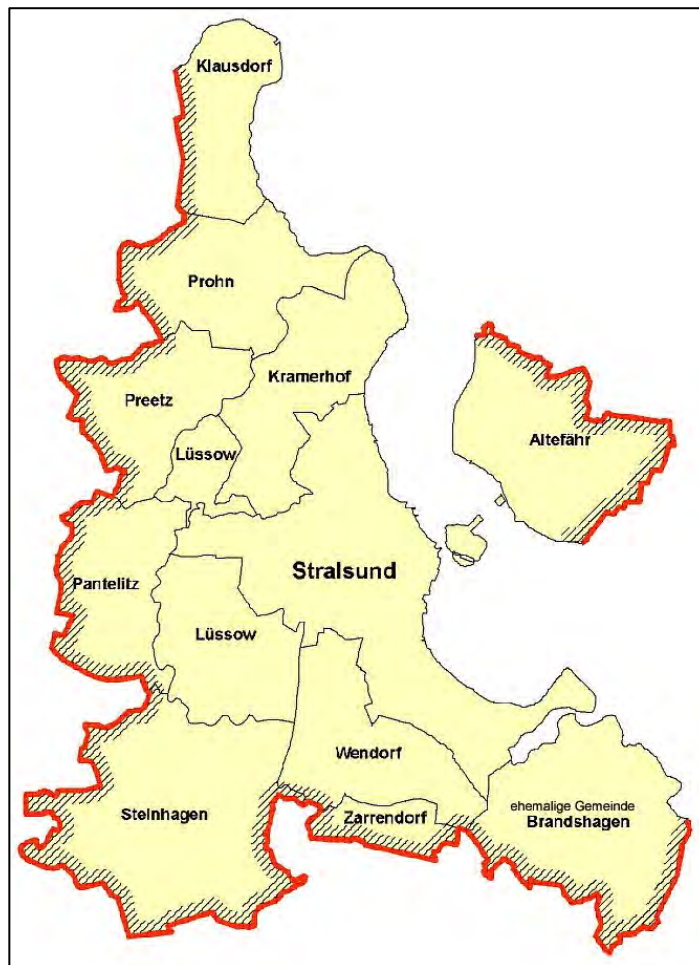 Klausdorf
Prohn
Kramerhof
Preetz
Altefähr
Lüssow
Stralsund
Pantelitz
Lüssow
Wendorf
Steinhagen
Zarrendorf
ehemalige Gemeinde
Brandshagen